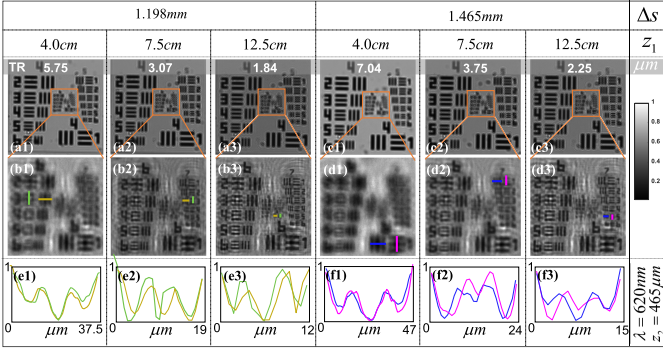 1.198mm 1.465mm Δs
4.0cm 7.5cm 12.5cm 4.0cm 7.5cm 12.5cm z₁
TR 5.75 3.07 1.84 7.04 3.75 2.25 μm
(a1) (a2) (a3) (c1) (c2) (c3)
(b1) (b2) (b3) (d1) (d2) (d3)
1
0.8
0.6
0.4
0.2
(e1) (e2) (e3) (f1) (f2) (f3)
1 1
0 μm 37.5 0 μm 19 0 μm 12 0 μm 47 0 μm 24 0 μm 15
λ = 620nm
z₂ = 465μm